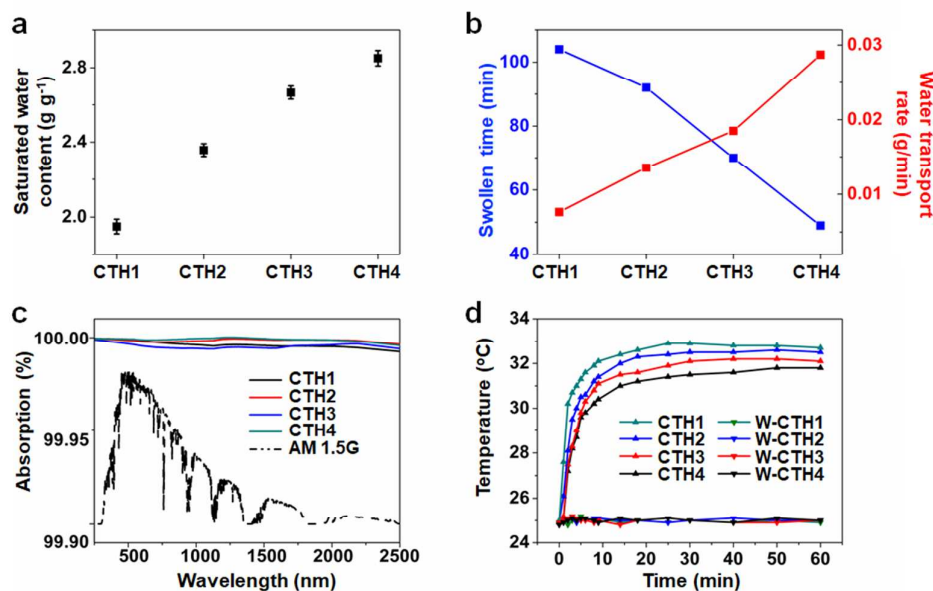 a
Saturated water
content (g g⁻¹)
2.8
2.4
2.0
CTH1 CTH2 CTH3 CTH4
b
Swollen time (min)
100
80
60
40
0.03
0.02
0.01
Water transport
rate (g/min)
CTH1 CTH2 CTH3 CTH4
c
Absorption (%)
100.00
99.95
99.90
CTH1
CTH2
CTH3
CTH4
AM 1.5G
500 1000 1500 2000 2500
Wavelength (nm)
d
Temperature (°C)
34
32
30
28
26
24
CTH1 W-CTH1
CTH2 W-CTH2
CTH3 W-CTH3
CTH4 W-CTH4
0 10 20 30 40 50 60
Time (min)